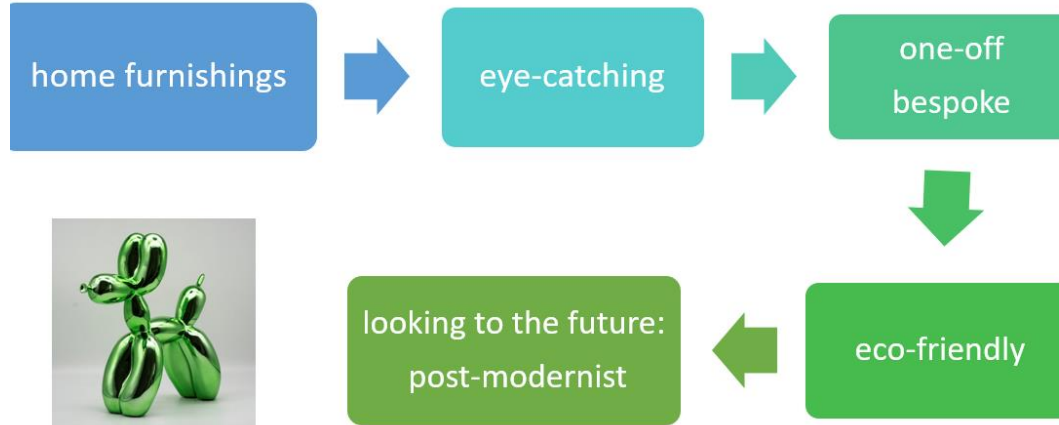 home furnishings
eye-catching
one-off
bespoke
eco-friendly
looking to the future:
post-modernist